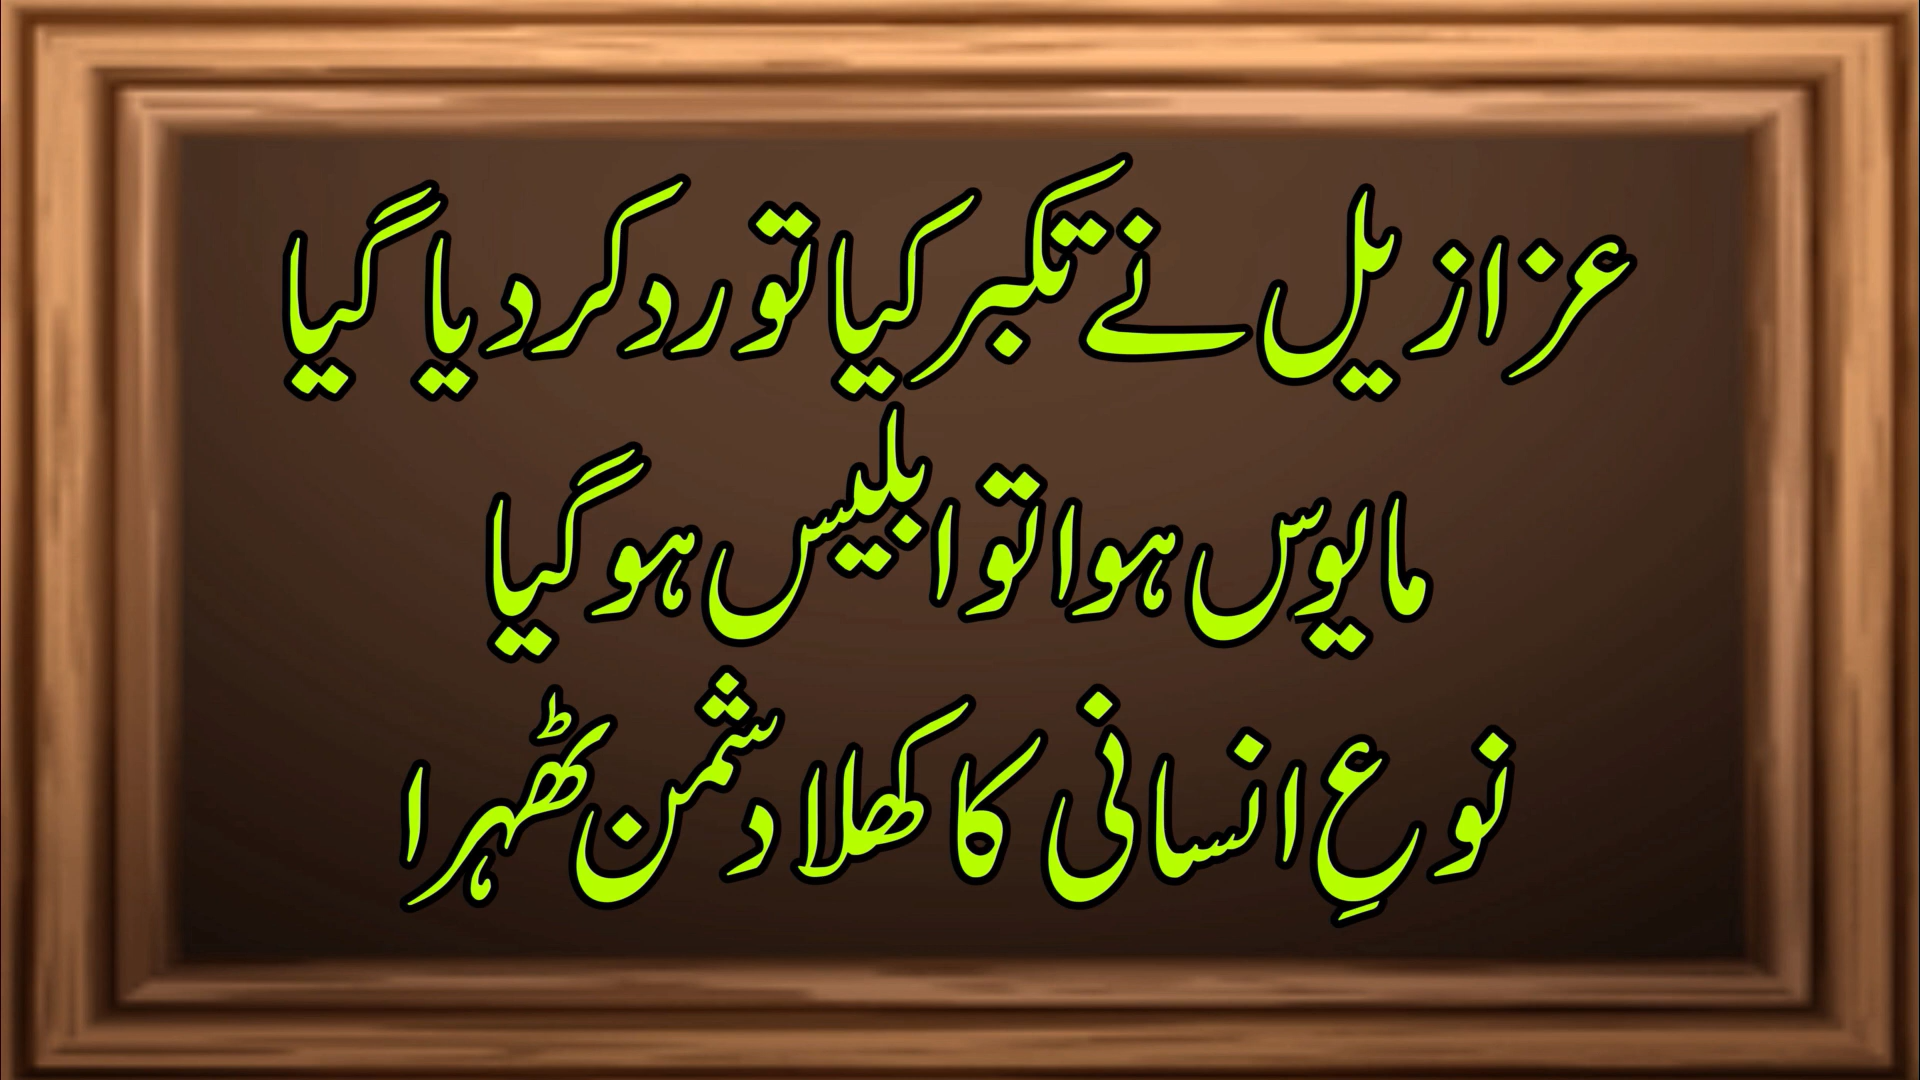 عزازیل نے تکبر کیا تو رد کر دیا گیا
مایوس ہوا تو ابلیس ہو گیا
نوعِ انسانی کا کھلا دشمن ٹھہرا